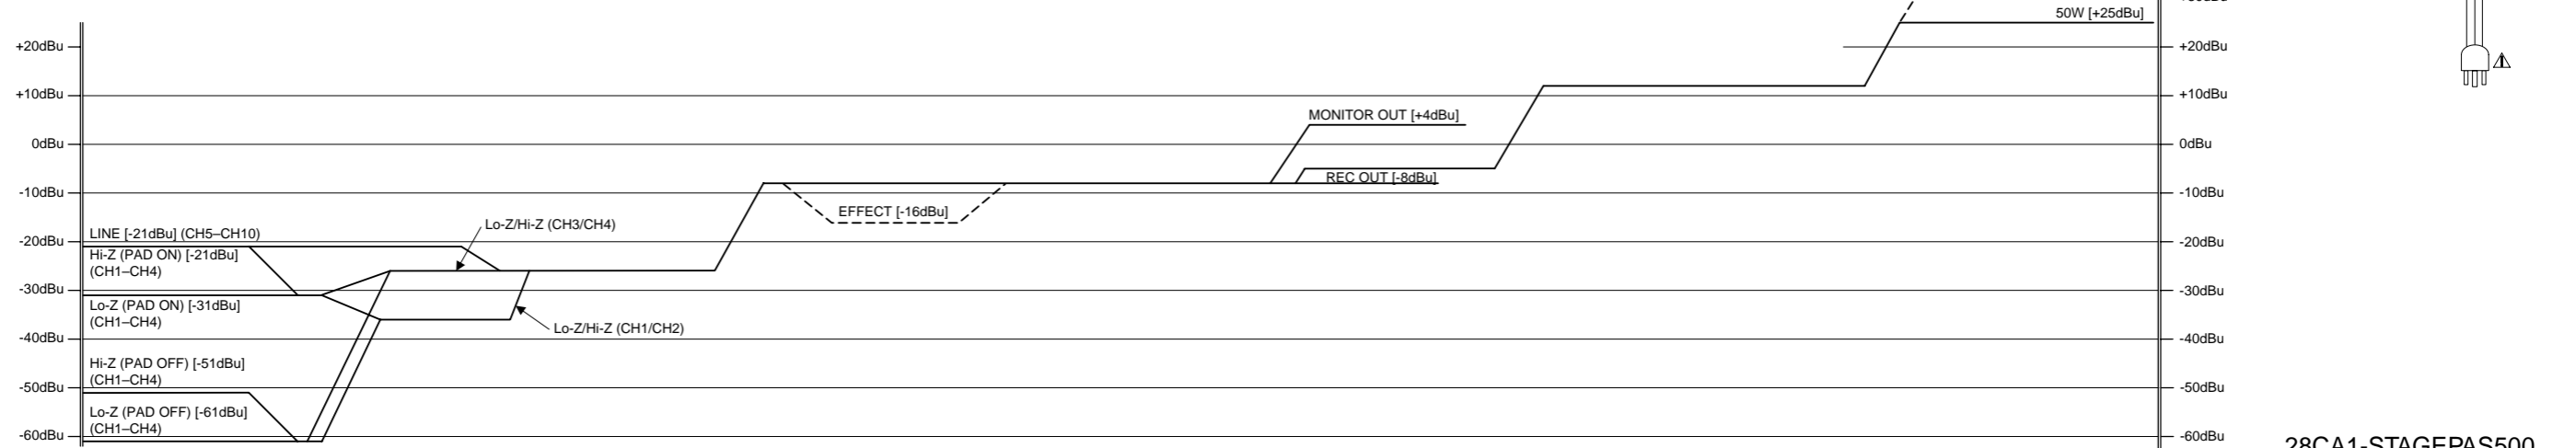 50W [+25dBu]
+20dBu
+20dBu
+10dBu
+10dBu
MONITOR OUT [+4dBu]
0dBu
0dBu
REC OUT [-8dBu]
-10dBu
-10dBu
EFFECT [-16dBu]
Lo-Z/Hi-Z (CH3/CH4)
LINE [-21dBu] (CH5–CH10)
-20dBu
-20dBu
Hi-Z (PAD ON) [-21dBu]
(CH1–CH4)
-30dBu
-30dBu
Lo-Z (PAD ON) [-31dBu]
(CH1–CH4)
Lo-Z/Hi-Z (CH1/CH2)
-40dBu
-40dBu
Hi-Z (PAD OFF) [-51dBu]
(CH1–CH4)
-50dBu
-50dBu
Lo-Z (PAD OFF) [-61dBu]
(CH1–CH4)
-60dBu
-60dBu
28CA1-STAGEPAS500